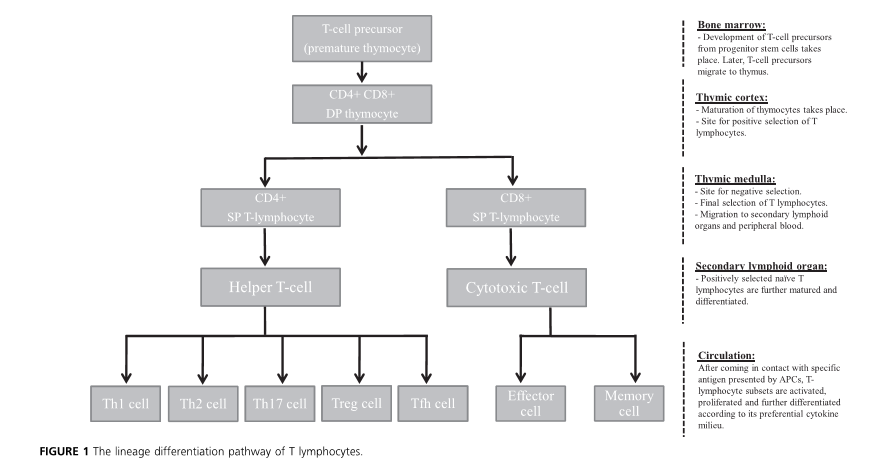 T-cell precursor
(premature thymocyte)
CD4+ CD8+
DP thymocyte
CD4+
SP T-lymphocyte
CD8+
SP T-lymphocyte
Helper T-cell
Cytotoxic T-cell
Th1 cell
Th2 cell
Th17 cell
Treg cell
Tfh cell
Effector
cell
Memory
cell
Bone marrow:
- Development of T-cell precursors
from progenitor stem cells takes
place. Later, T-cell precursors
migrate to thymus.
Thymic cortex:
- Maturation of thymocytes takes place.
- Site for positive selection of T
lymphocytes.
Thymic medulla:
- Site for negative selection.
- Final selection of T lymphocytes.
- Migration to secondary lymphoid
organs and peripheral blood.
Secondary lymphoid organ:
- Positively selected naïve T
lymphocytes are further matured and
differentiated.
Circulation:
After coming in contact with specific
antigen presented by APCs, T-
lymphocyte subsets are activated,
proliferated and further differentiated
according to its preferential cytokine
milieu.
FIGURE 1 The lineage differentiation pathway of T lymphocytes.